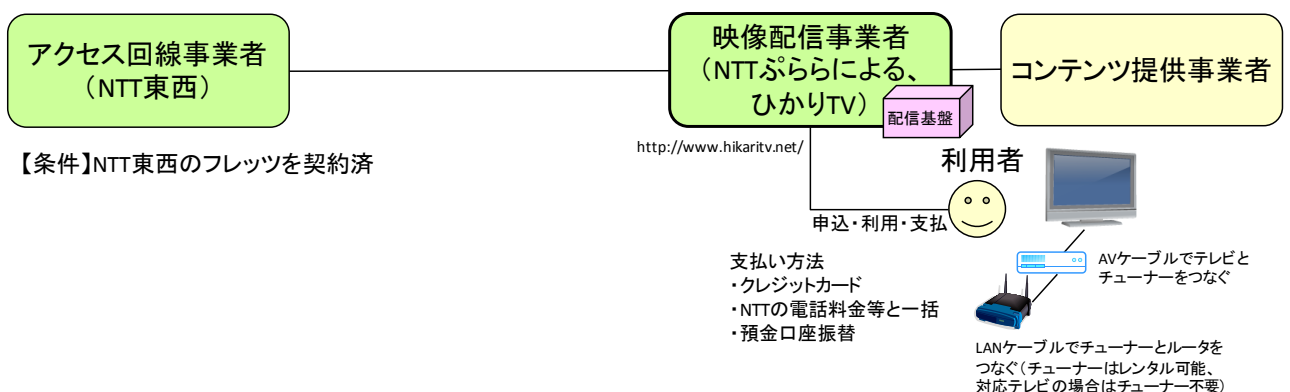 アクセス回線事業者
（NTT東西）
映像配信事業者
（NTTぷららによる、
ひかりTV）
配信基盤
コンテンツ提供事業者
http://www.hikaritv.net/
【条件】NTT東西のフレッツを契約済
利用者
申込・利用・支払
支払い方法
・クレジットカード
・NTTの電話料金等と一括
・預金口座振替
AVケーブルでテレビと
チューナーをつなぐ
LANケーブルでチューナーとルータを
つなぐ（チューナーはレンタル可能、
対応テレビの場合はチューナー不要）